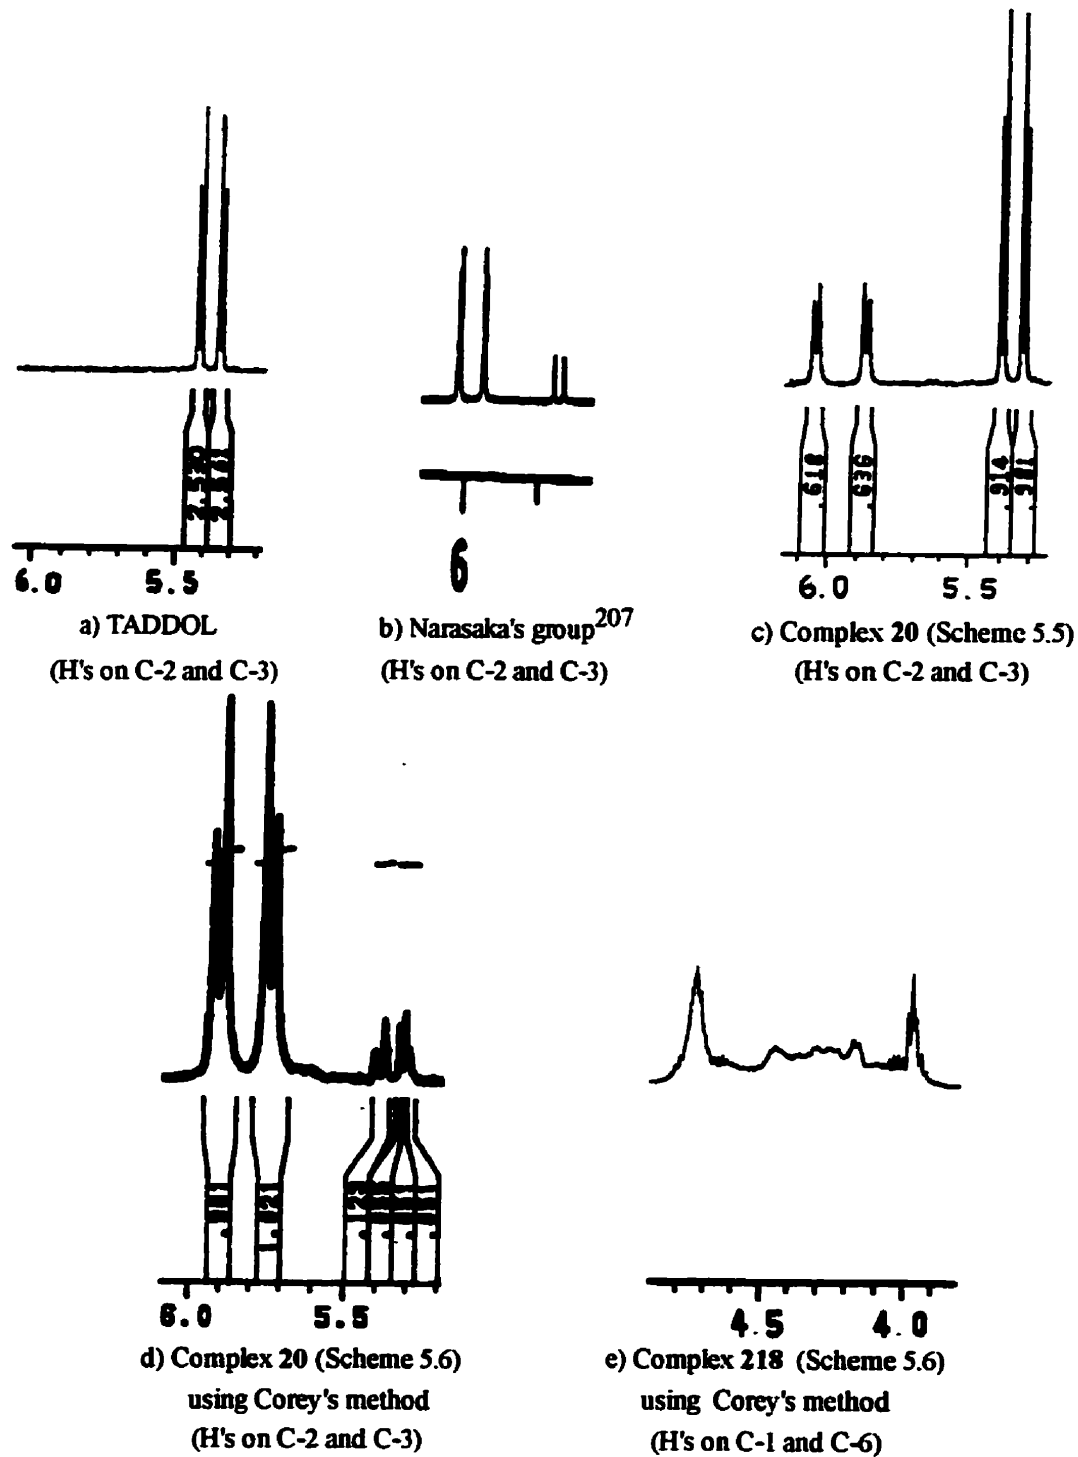 2.530
6.0
5.5
a) TADDOL
(H's on C-2 and C-3)
6
b) Narasaka's group207
(H's on C-2 and C-3)
.618
.636
.914
6.0
5.5
c) Complex 20 (Scheme 5.5)
(H's on C-2 and C-3)
6.0
5.5
d) Complex 20 (Scheme 5.6)
using Corey's method
(H's on C-2 and C-3)
4.5
4.0
e) Complex 218 (Scheme 5.6)
using Corey's method
(H's on C-1 and C-6)